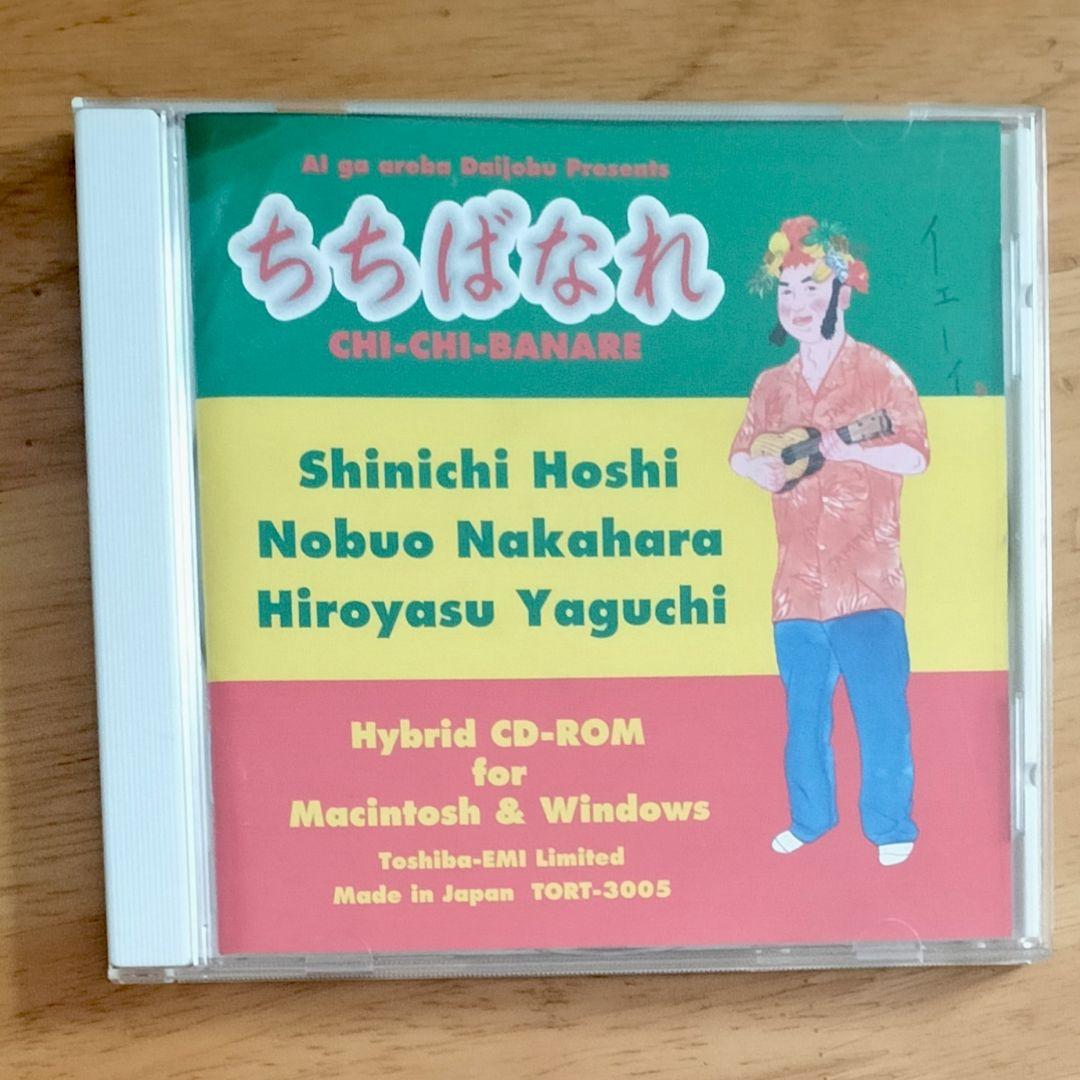 Ai ga areba Daijobu Presents
ちちばなれ
CHI-CHI-BANARE
イェーイ
Shinichi Hoshi
Nobuo Nakahara
Hiroyasu Yaguchi
Hybrid CD-ROM
for
Macintosh & Windows
Toshiba-EMI Limited
Made in Japan TORT-3005